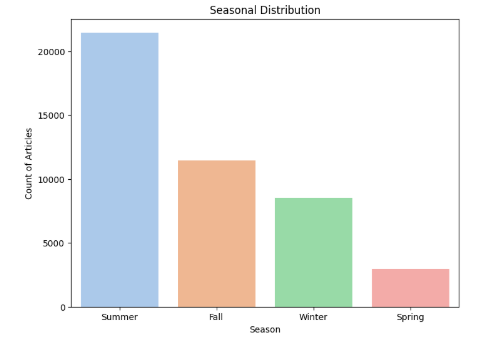 Seasonal Distribution
20000
15000
10000
5000
0
Count of Articles
Summer Fall Winter Spring
Season